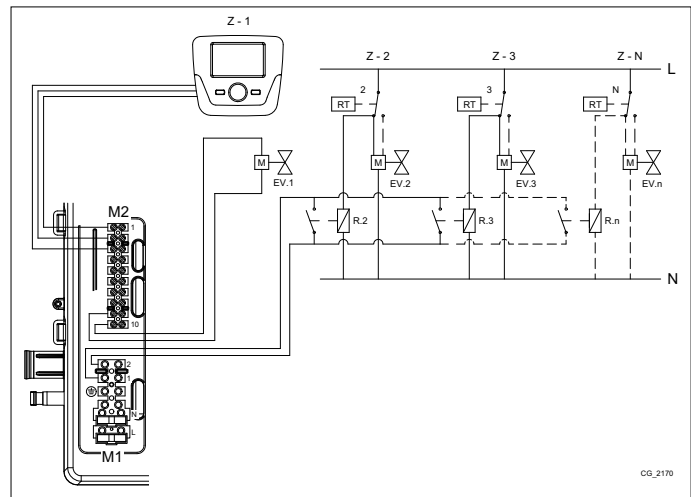 Z - 1
Z - 2
Z - 3
Z - N
L
2
3
N
RT
RT
RT
M
EV.1
M
EV.2
M
EV.3
M
EV.n
M2
1
R.2
R.3
R.n
N
10
2
1
N
L
M1
CG_2170